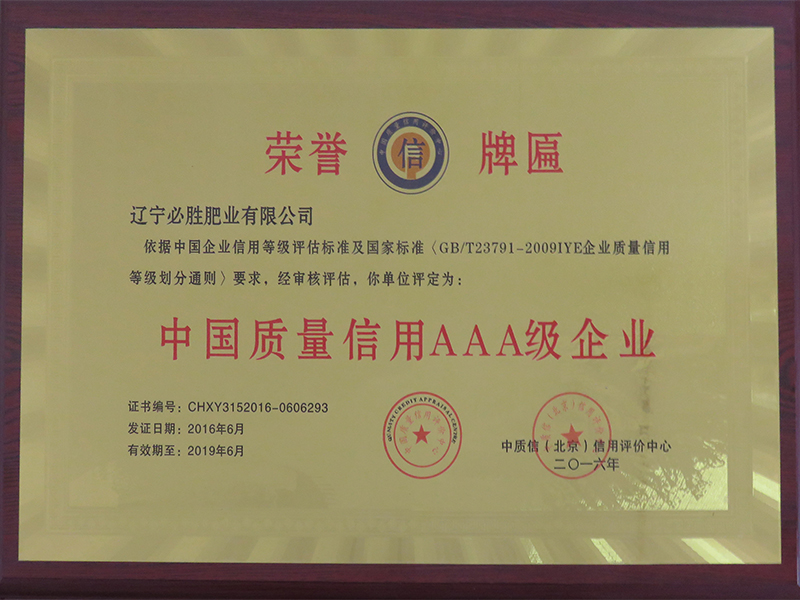 荣誉 信 牌匾
辽宁必胜肥业有限公司
依据中国企业信用等级评估标准及国家标准〈GB/T23791-2009IYE企业质量信用
等级划分通则〉要求，经审核评估，你单位评定为：
中国质量信用AAA级企业
证书编号：CHXY3152016-0606293
发证日期：2016年6月
有效期至：2019年6月
中质信（北京）信用评价中心
二〇一六年